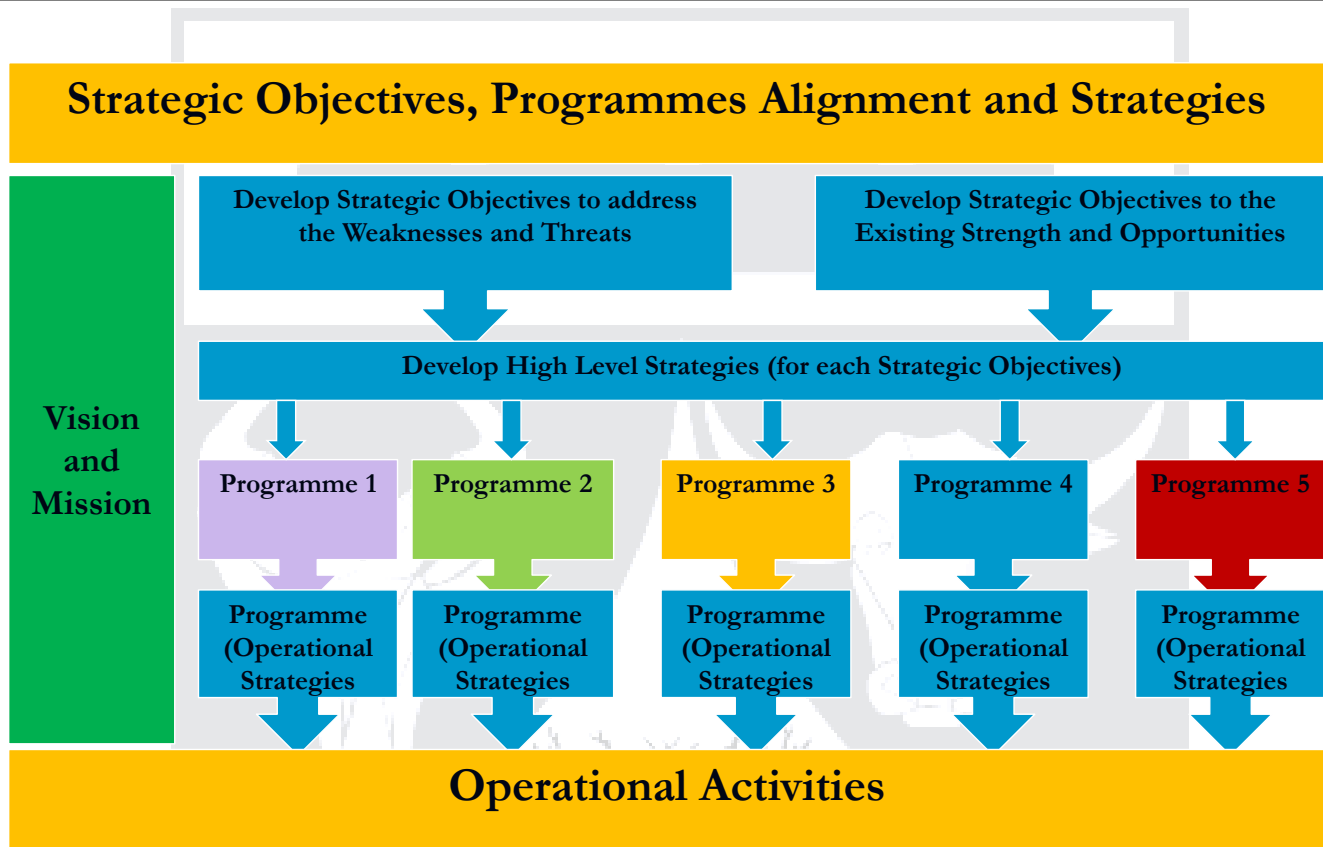 Strategic Objectives, Programmes Alignment and Strategies
Vision
and
Mission
Develop Strategic Objectives to address
the Weaknesses and Threats
Develop Strategic Objectives to the
Existing Strength and Opportunities
Develop High Level Strategies (for each Strategic Objectives)
Programme 1
Programme 2
Programme 3
Programme 4
Programme 5
Programme
(Operational
Strategies
Programme
(Operational
Strategies
Programme
(Operational
Strategies
Programme
(Operational
Strategies
Programme
(Operational
Strategies
Operational Activities